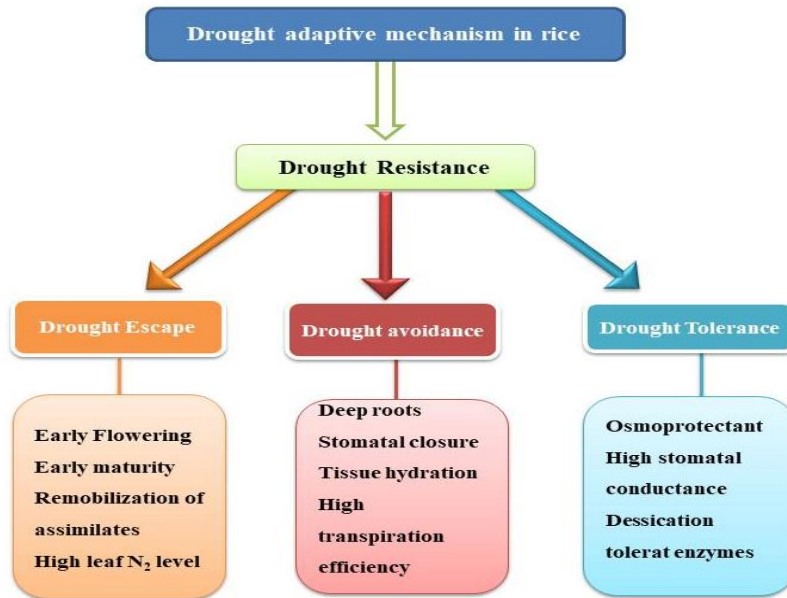 Drought adaptive mechanism in rice
Drought Resistance
Drought Escape
Drought avoidance
Drought Tolerance
Early Flowering
Early maturity
Remobilization of
assimilates
High leaf N₂ level
Deep roots
Stomatal closure
Tissue hydration
High
transpiration
efficiency
Osmoprotectant
High stomatal
conductance
Dessication
tolerat enzymes